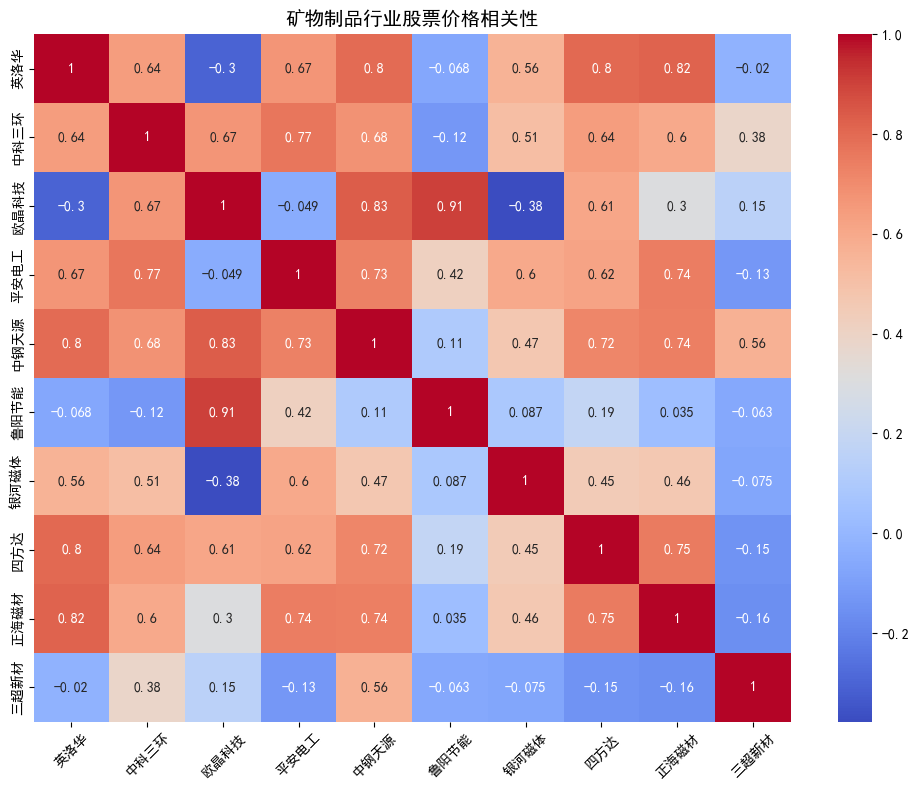 矿物制品行业股票价格相关性
英洛华 1 0.64 −0.3 0.67 0.8 −0.068 0.56 0.8 0.82 −0.02
中科三环 0.64 1 0.67 0.77 0.68 −0.12 0.51 0.64 0.6 0.38
欧晶科技 −0.3 0.67 1 −0.049 0.83 0.91 −0.38 0.61 0.3 0.15
平安电工 0.67 0.77 −0.049 1 0.73 0.42 0.6 0.62 0.74 −0.13
中钢天源 0.8 0.68 0.83 0.73 1 0.11 0.47 0.72 0.74 0.56
鲁阳节能 −0.068 −0.12 0.91 0.42 0.11 1 0.087 0.19 0.035 −0.063
银河磁体 0.56 0.51 −0.38 0.6 0.47 0.087 1 0.45 0.46 −0.075
四方达 0.8 0.64 0.61 0.62 0.72 0.19 0.45 1 0.75 −0.15
正海磁材 0.82 0.6 0.3 0.74 0.74 0.035 0.46 0.75 1 −0.16
三超新材 −0.02 0.38 0.15 −0.13 0.56 −0.063 −0.075 −0.15 −0.16 1
英洛华 中科三环 欧晶科技 平安电工 中钢天源 鲁阳节能 银河磁体 四方达 正海磁材 三超新材
1.0
0.8
0.6
0.4
0.2
0.0
−0.2